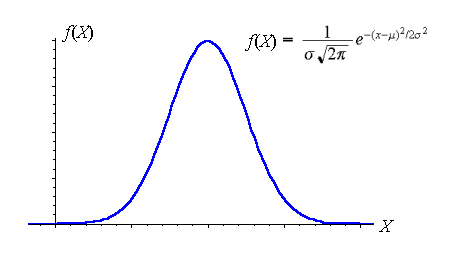 f(X)
f(X) = 1/(σ√2π) e^−(x−μ)²/2σ²
X